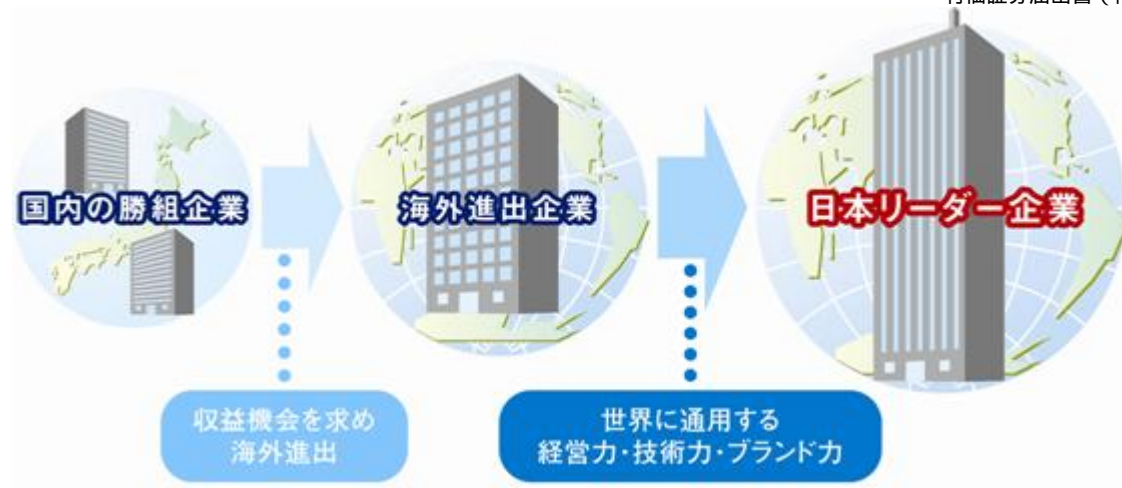 国内の勝組企業
海外進出企業
日本リーダー企業
収益機会を求め
海外進出
世界に通用する
経営力・技術力・ブランド力